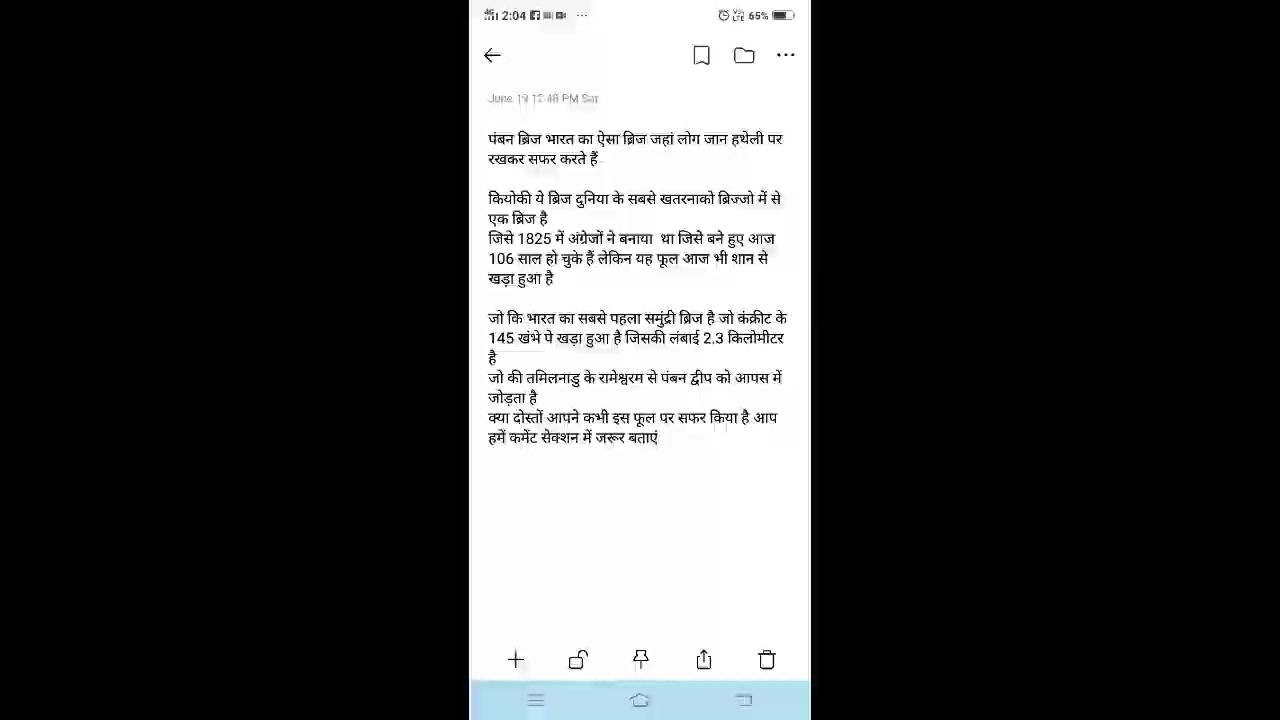 2:04
65%
June 19 12:48 PM Sat
पंबन ब्रिज भारत का ऐसा ब्रिज जहां लोग जान हथेली पर
रखकर सफर करते हैं
कियोकी ये ब्रिज दुनिया के सबसे खतरनाको ब्रिज्जो में से
एक ब्रिज है
जिसे 1825 में अंग्रेजों ने बनाया था जिसे बने हुए आज
106 साल हो चुके हैं लेकिन यह फूल आज भी शान से
खड़ा हुआ है
जो कि भारत का सबसे पहला समुंद्री ब्रिज है जो कंक्रीट के
145 खंभे पे खड़ा हुआ है जिसकी लंबाई 2.3 किलोमीटर
है
जो की तमिलनाडु के रामेश्वरम से पंबन द्वीप को आपस में
जोड़ता है
क्या दोस्तों आपने कभी इस फूल पर सफर किया है आप
हमें कमेंट सेक्शन में जरूर बताएं